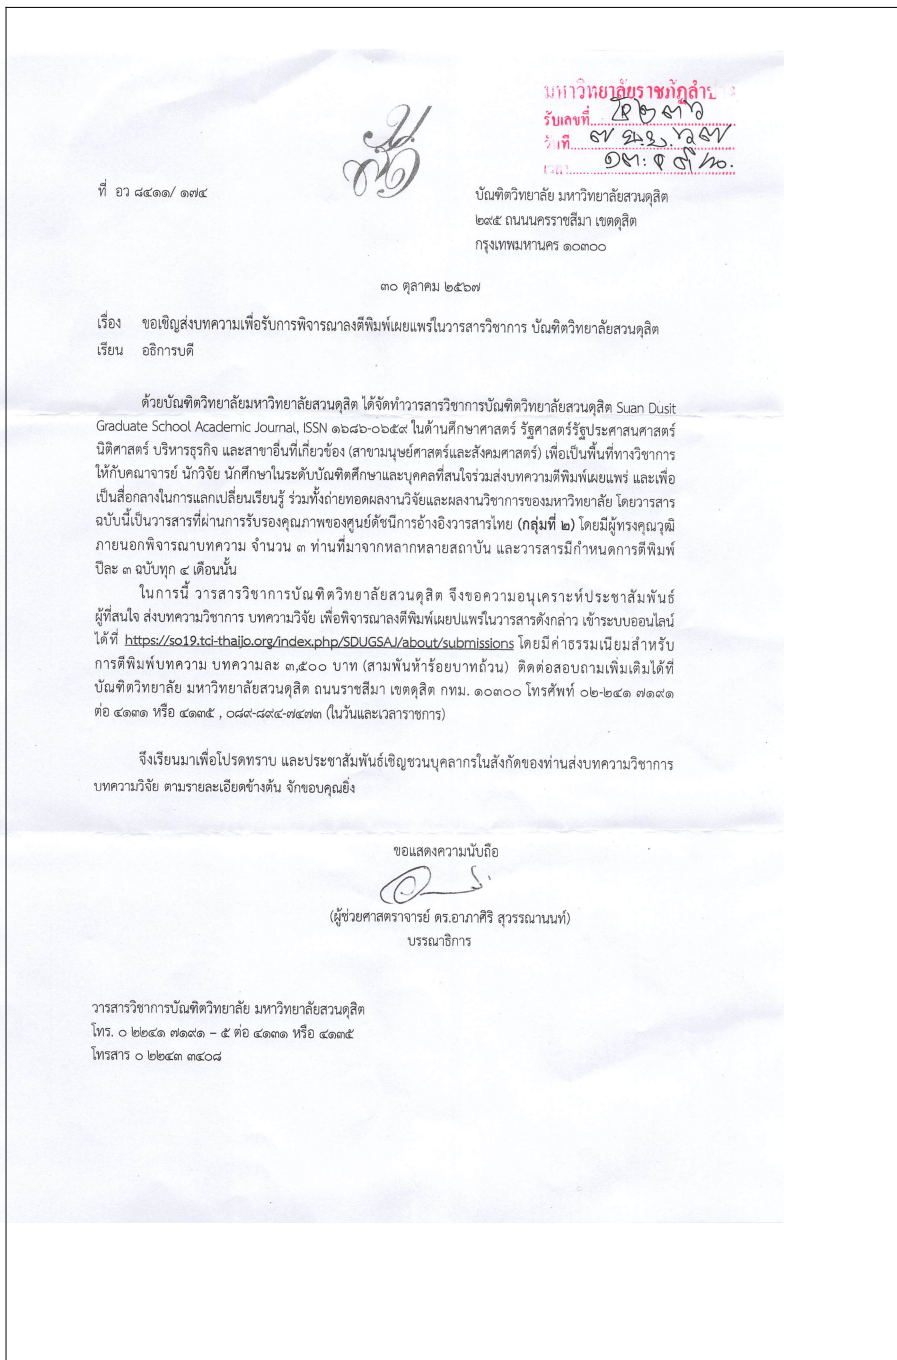 มหาวิทยาลัยราชภัฏลำปาง
รับเลขที่
วันที่ ๗ พ.ย. ๖๗
เวลา น.
ที่ อว ๘๔๑๑/ ๑๗๔
บัณฑิตวิทยาลัย มหาวิทยาลัยสวนดุสิต
๒๙๕ ถนนนครราชสีมา เขตดุสิต
กรุงเทพมหานคร ๑๐๓๐๐
๓๐ ตุลาคม ๒๕๖๗
เรื่อง ขอเชิญส่งบทความเพื่อรับการพิจารณาลงตีพิมพ์เผยแพร่ในวารสารวิชาการ บัณฑิตวิทยาลัยสวนดุสิต
เรียน อธิการบดี
ด้วยบัณฑิตวิทยาลัยมหาวิทยาลัยสวนดุสิต ได้จัดทำวารสารวิชาการบัณฑิตวิทยาลัยสวนดุสิต Suan Dusit
Graduate School Academic Journal, ISSN ๑๖๘๖-๐๖๕๙ ในด้านศึกษาศาสตร์ รัฐศาสตร์รัฐประศาสนศาสตร์
นิติศาสตร์ บริหารธุรกิจ และสาขาอื่นที่เกี่ยวข้อง (สาขามนุษย์ศาสตร์และสังคมศาสตร์) เพื่อเป็นพื้นที่ทางวิชาการ
ให้กับคณาจารย์ นักวิจัย นักศึกษาในระดับบัณฑิตศึกษาและบุคคลที่สนใจร่วมส่งบทความตีพิมพ์เผยแพร่ และเพื่อ
เป็นสื่อกลางในการแลกเปลี่ยนเรียนรู้ ร่วมทั้งถ่ายทอดผลงานวิจัยและผลงานวิชาการของมหาวิทยาลัย โดยวารสาร
ฉบับนี้เป็นวารสารที่ผ่านการรับรองคุณภาพของศูนย์ดัชนีการอ้างอิงวารสารไทย (กลุ่มที่ ๒) โดยมีผู้ทรงคุณวุฒิ
ภายนอกพิจารณาบทความ จำนวน ๓ ท่านที่มาจากหลากหลายสถาบัน และวารสารมีกำหนดการตีพิมพ์
ปีละ ๓ ฉบับทุก ๔ เดือนนั้น
ในการนี้ วารสารวิชาการบัณฑิตวิทยาลัยสวนดุสิต จึงขอความอนุเคราะห์ประชาสัมพันธ์
ผู้ที่สนใจ ส่งบทความวิชาการ บทความวิจัย เพื่อพิจารณาลงตีพิมพ์เผยปแพร่ในวารสารดังกล่าว เข้าระบบออนไลน์
ได้ที่ https://so19.tci-thaijo.org/index.php/SDUGSAJ/about/submissions โดยมีค่าธรรมเนียมสำหรับ
การตีพิมพ์บทความ บทความละ ๓,๕๐๐ บาท (สามพันห้าร้อยบาทถ้วน) ติดต่อสอบถามเพิ่มเติมได้ที่
บัณฑิตวิทยาลัย มหาวิทยาลัยสวนดุสิต ถนนราชสีมา เขตดุสิต กทม. ๑๐๓๐๐ โทรศัพท์ ๐๒-๒๔๑ ๗๑๙๑
ต่อ ๔๑๓๑ หรือ ๔๑๓๕ , ๐๘๙-๘๙๔-๗๔๗๓ (ในวันและเวลาราชการ)
จึงเรียนมาเพื่อโปรดทราบ และประชาสัมพันธ์เชิญชวนบุคลากรในสังกัดของท่านส่งบทความวิชาการ
บทความวิจัย ตามรายละเอียดข้างต้น จักขอบคุณยิ่ง
ขอแสดงความนับถือ
(ผู้ช่วยศาสตราจารย์ ดร.อาภาศิริ สุวรรณานนท์)
บรรณาธิการ
วารสารวิชาการบัณฑิตวิทยาลัย มหาวิทยาลัยสวนดุสิต
โทร. ๐ ๒๒๔๑ ๗๑๙๑ – ๕ ต่อ ๔๑๓๑ หรือ ๔๑๓๕
โทรสาร ๐ ๒๒๔๓ ๓๔๐๘